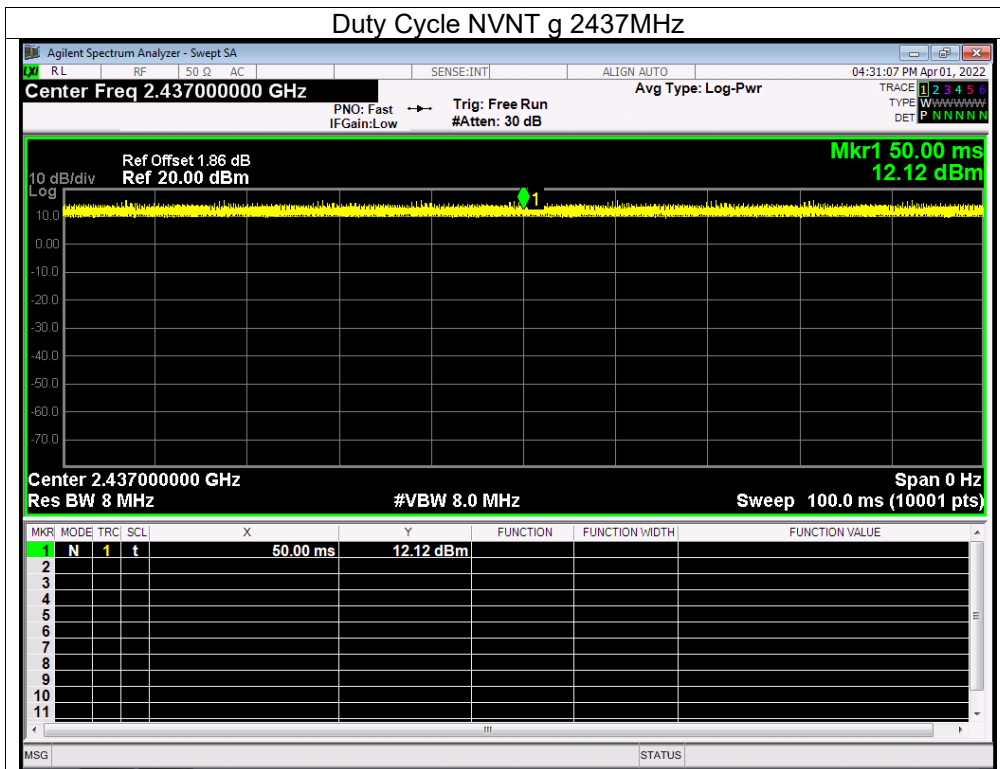 Duty Cycle NVNT g 2437MHz
Agilent Spectrum Analyzer - Swept SA
LXI RL RF 50 Ω AC SENSE:INT ALIGN AUTO 04:31:07 PM Apr 01, 2022
Center Freq 2.437000000 GHz Avg Type: Log-Pwr TRACE 1 2 3 4 5 6
PNO: Fast Trig: Free Run TYPE WWWWWW
IFGain:Low #Atten: 30 dB DET P N N N N N
Mkr1 50.00 ms
Ref Offset 1.86 dB
10 dB/div Ref 20.00 dBm 12.12 dBm
Log
1
10.0
0.00
-10.0
-20.0
-30.0
-40.0
-50.0
-60.0
-70.0
Center 2.437000000 GHz Span 0 Hz
Res BW 8 MHz #VBW 8.0 MHz Sweep 100.0 ms (10001 pts)
MKR MODE TRC SCL X Y FUNCTION FUNCTION WIDTH FUNCTION VALUE
1 N 1 t 50.00 ms 12.12 dBm
2
3
4
5
6
7
8
9
10
11
MSG STATUS